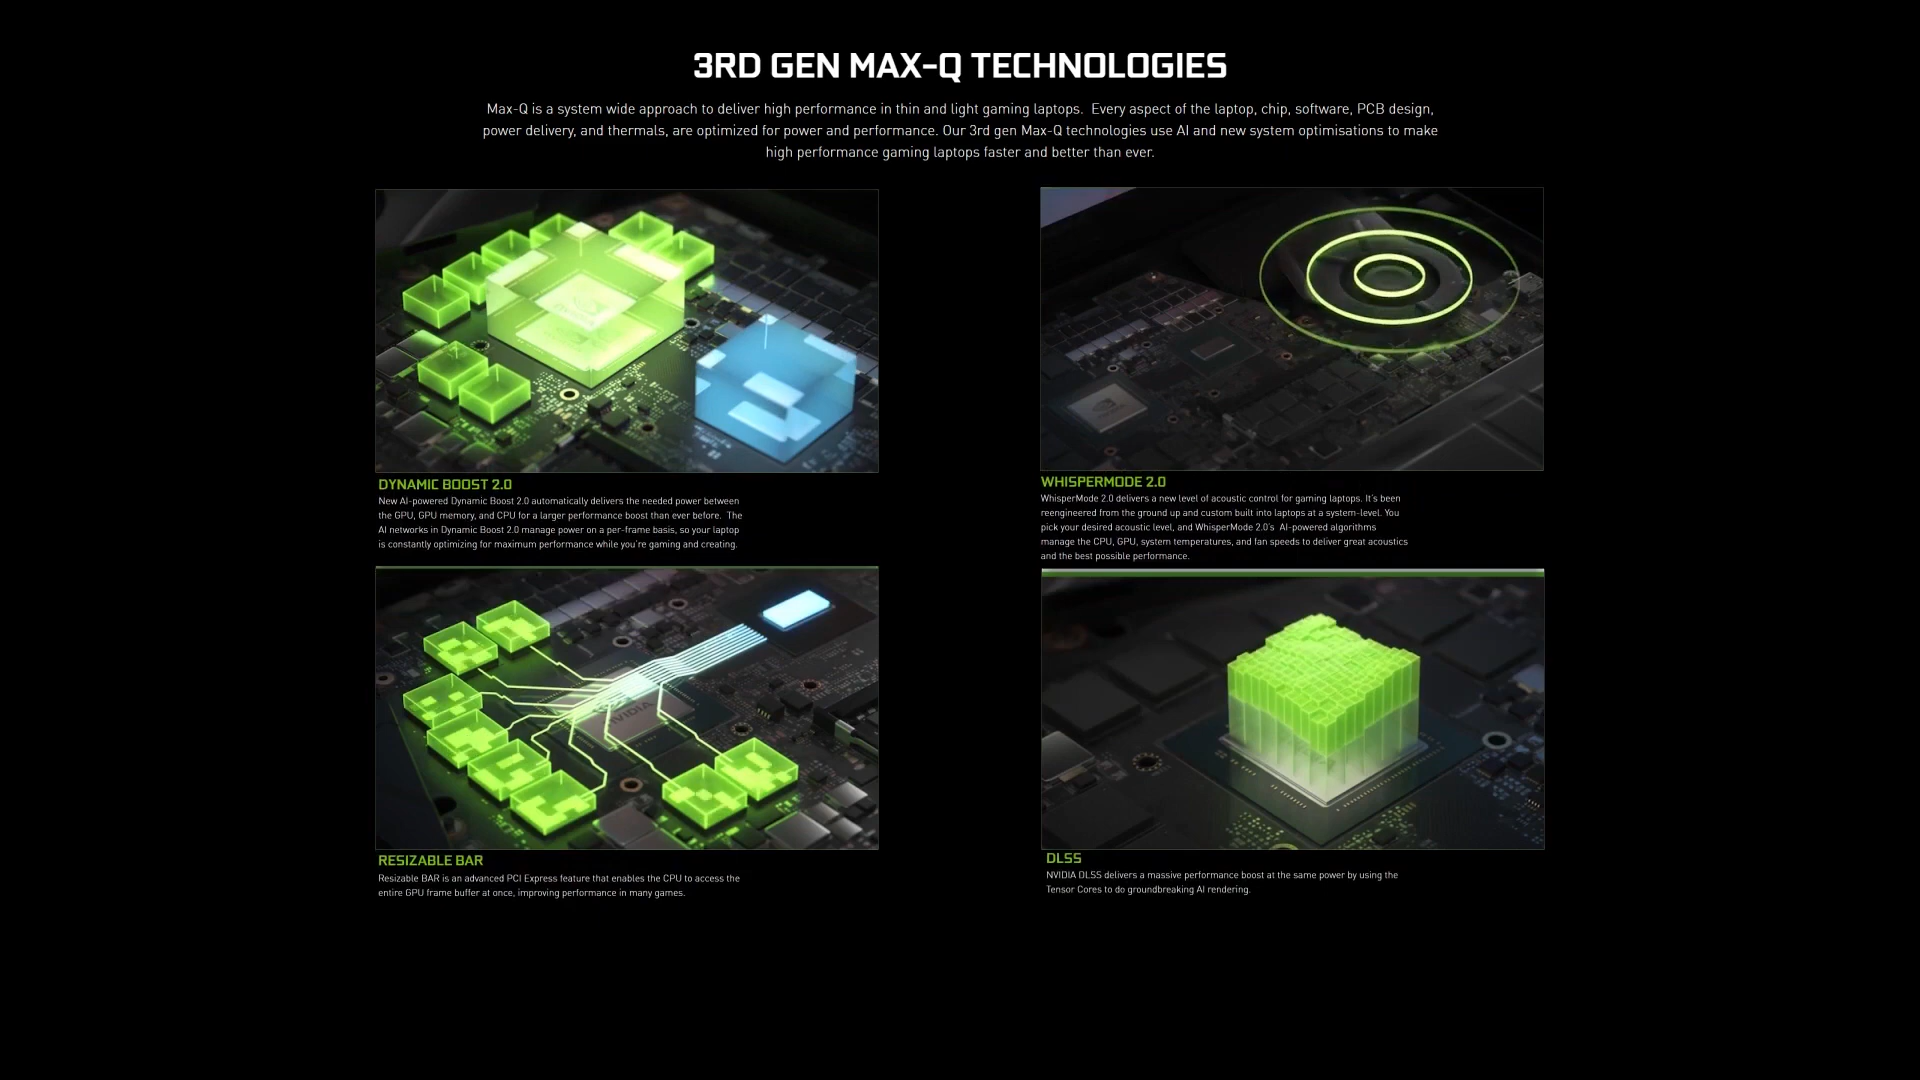 3RD GEN MAX-Q TECHNOLOGIES
Max-Q is a system wide approach to deliver high performance in thin and light gaming laptops.  Every aspect of the laptop, chip, software, PCB design,
power delivery, and thermals, are optimized for power and performance. Our 3rd gen Max-Q technologies use AI and new system optimisations to make
high performance gaming laptops faster and better than ever.
DYNAMIC BOOST 2.0
New AI-powered Dynamic Boost 2.0 automatically delivers the needed power between
the GPU, GPU memory, and CPU for a larger performance boost than ever before.  The
AI networks in Dynamic Boost 2.0 manage power on a per-frame basis, so your laptop
is constantly optimizing for maximum performance while you're gaming and creating.
WHISPERMODE 2.0
WhisperMode 2.0 delivers a new level of acoustic control for gaming laptops. It's been
reengineered from the ground up and custom built into laptops at a system-level. You
pick your desired acoustic level, and WhisperMode 2.0's  AI-powered algorithms
manage the CPU, GPU, system temperatures, and fan speeds to deliver great acoustics
and the best possible performance.
NVIDIA
RESIZABLE BAR
Resizable BAR is an advanced PCI Express feature that enables the CPU to access the
entire GPU frame buffer at once, improving performance in many games.
DLSS
NVIDIA DLSS delivers a massive performance boost at the same power by using the
Tensor Cores to do groundbreaking AI rendering.